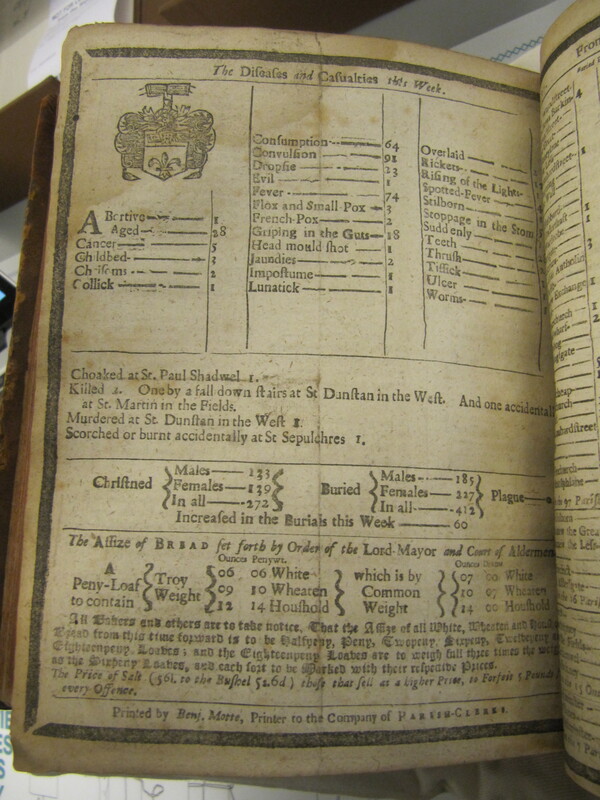 The Diseases and Casualties this Week.
ABortive 1
Aged 28
Cancer 5
Childbed 3
Chrisoms 2
Collick 1
Consumption 64
Convulsion 91
Dropsie 23
Evil 1
Fever 74
Flox and Small Pox 3
French-Pox 2
Griping in the Guts 18
Head mould shot 1
Jaundies 2
Impostume 1
Lunatick 1
Overlaid
Rickets
Rising of the Lights
Spotted-Fever
Stilborn
Stoppage in the Stom
Suddenly
Teeth
Thrush
Tissick
Ulcer
Worms
Choaked at St. Paul Shadwel 1.
Killed 2. One by a fall down stairs at St Dunstan in the West. And one accidental
at St. Martin in the Fields.
Murdered at St. Dunstan in the West 1.
Scorched or burnt accidentally at St Sepulchres 1.
Christned
Males 133
Females 139
In all 272
Buried
Males 185
Females 227
In all 412
Plague
Increased in the Burials this Week 60
The Assize of BREAD set forth by Order of the Lord-Mayor and Court of Aldermen
A
Peny-Loaf
to contain
Troy
Weight
Ounces Penywt.
06 06 White
09 10 Wheaten
12 14 Houshold
which is by
Common
Weight
Ounces
07 00 White
10 07 Wheaten
14 00 Houshold
All Bakers and others are to take notice, That the Assize of all White, Wheaten and
Bread from this time forward is to be Halfpeny, Peny, Twopeny, Sixpeny, Twelvepeny
Eighteenpeny Loaves; and the Eighteenpeny Loaves are to weigh full three times the
as the Sixpeny Loaves, and each sort to be Marked with their respective Prices.
The Price of Salt (56l. to the Bushel 5s.6d) those that sell at a higher Price, to Forfeit 5 Pounds
every Offence.
Printed by Benj. Motte, Printer to the Company of PARISH-CLERKS.